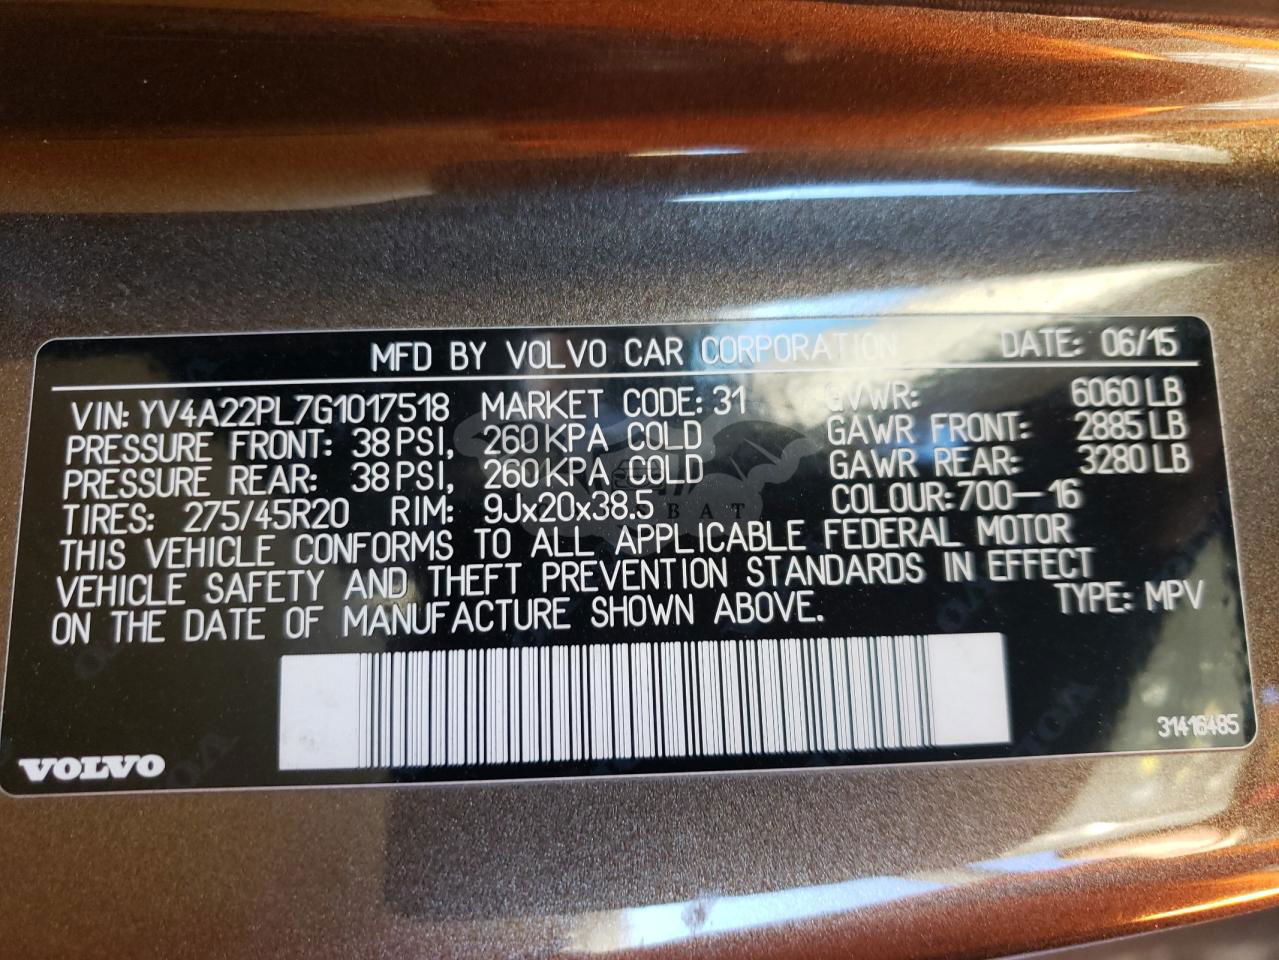 MFD BY VOLVO CAR CORPORATION DATE: 06/15
VIN: YV4A22PL7G1017518 MARKET CODE: 31 GVWR: 6060 LB
PRESSURE FRONT: 38 PSI, 260 KPA COLD GAWR FRONT: 2885 LB
PRESSURE REAR: 38 PSI, 260 KPA COLD GAWR REAR: 3280 LB
TIRES: 275/45R20 RIM: 9Jx20x38.5 COLOUR: 700-16
THIS VEHICLE CONFORMS TO ALL APPLICABLE FEDERAL MOTOR
VEHICLE SAFETY AND THEFT PREVENTION STANDARDS IN EFFECT
ON THE DATE OF MANUFACTURE SHOWN ABOVE. TYPE: MPV
31416485
VOLVO